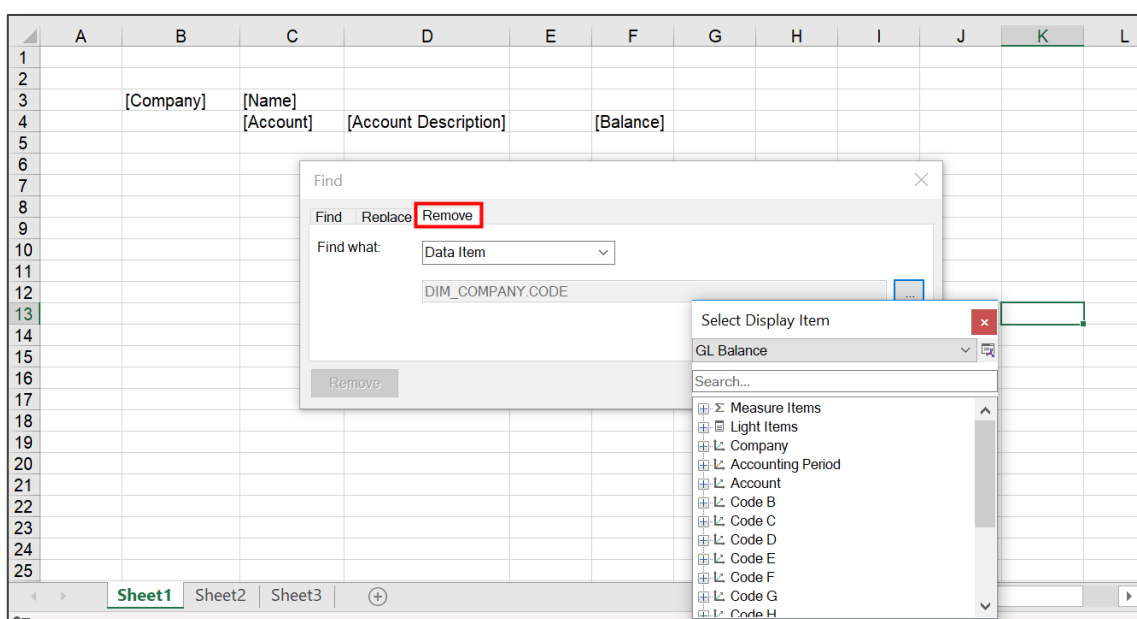 A B C D E F G H I J K L
1
2
3 [Company] [Name]
4 [Account] [Account Description] [Balance]
5
6
7 Find
8
9 Find Replace Remove
10 Find what: Data Item
11
12 DIM_COMPANY.CODE ...
13 Select Display Item
14
15 GL Balance
16 Remove Search...
17 Measure Items
18 Light Items
19 Company
20 Accounting Period
21 Account
22 Code B
23 Code C
24 Code D
25 Code E
Code F
Sheet1 Sheet2 Sheet3 Code G
Code H